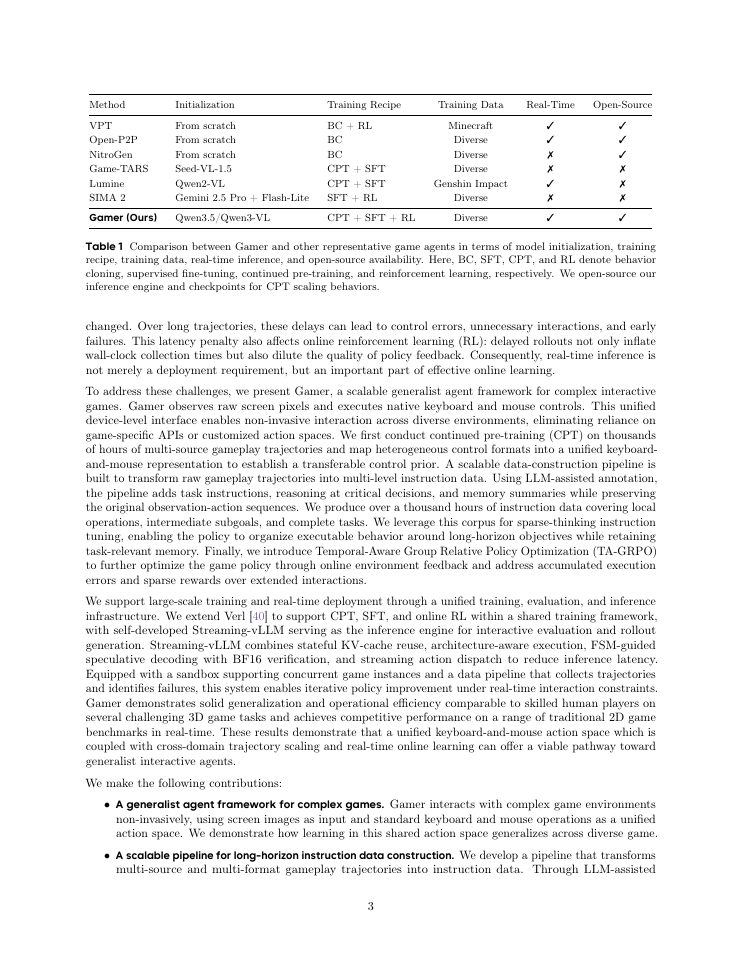 Method Initialization Training Recipe Training Data Real-Time Open-Source
VPT From scratch BC + RL Minecraft ✓ ✓
Open-P2P From scratch BC Diverse ✓ ✓
NitroGen From scratch BC Diverse ✗ ✓
Game-TARS Seed-VL-1.5 CPT + SFT Diverse ✗ ✗
Lumine Qwen2-VL CPT + SFT Genshin Impact ✓ ✗
SIMA 2 Gemini 2.5 Pro + Flash-Lite SFT + RL Diverse ✗ ✗
Gamer (Ours) Qwen3.5/Qwen3-VL CPT + SFT + RL Diverse ✓ ✓
Table 1 Comparison between Gamer and other representative game agents in terms of model initialization, training
recipe, training data, real-time inference, and open-source availability. Here, BC, SFT, CPT, and RL denote behavior
cloning, supervised fine-tuning, continued pre-training, and reinforcement learning, respectively. We open-source our
inference engine and checkpoints for CPT scaling behaviors.
changed. Over long trajectories, these delays can lead to control errors, unnecessary interactions, and early
failures. This latency penalty also affects online reinforcement learning (RL): delayed rollouts not only inflate
wall-clock collection times but also dilute the quality of policy feedback. Consequently, real-time inference is
not merely a deployment requirement, but an important part of effective online learning.
To address these challenges, we present Gamer, a scalable generalist agent framework for complex interactive
games. Gamer observes raw screen pixels and executes native keyboard and mouse controls. This unified
device-level interface enables non-invasive interaction across diverse environments, eliminating reliance on
game-specific APIs or customized action spaces. We first conduct continued pre-training (CPT) on thousands
of hours of multi-source gameplay trajectories and map heterogeneous control formats into a unified keyboard-
and-mouse representation to establish a transferable control prior. A scalable data-construction pipeline is
built to transform raw gameplay trajectories into multi-level instruction data. Using LLM-assisted annotation,
the pipeline adds task instructions, reasoning at critical decisions, and memory summaries while preserving
the original observation-action sequences. We produce over a thousand hours of instruction data covering local
operations, intermediate subgoals, and complete tasks. We leverage this corpus for sparse-thinking instruction
tuning, enabling the policy to organize executable behavior around long-horizon objectives while retaining
task-relevant memory. Finally, we introduce Temporal-Aware Group Relative Policy Optimization (TA-GRPO)
to further optimize the game policy through online environment feedback and address accumulated execution
errors and sparse rewards over extended interactions.
We support large-scale training and real-time deployment through a unified training, evaluation, and inference
infrastructure. We extend Verl [40] to support CPT, SFT, and online RL within a shared training framework,
with self-developed Streaming-vLLM serving as the inference engine for interactive evaluation and rollout
generation. Streaming-vLLM combines stateful KV-cache reuse, architecture-aware execution, FSM-guided
speculative decoding with BF16 verification, and streaming action dispatch to reduce inference latency.
Equipped with a sandbox supporting concurrent game instances and a data pipeline that collects trajectories
and identifies failures, this system enables iterative policy improvement under real-time interaction constraints.
Gamer demonstrates solid generalization and operational efficiency comparable to skilled human players on
several challenging 3D game tasks and achieves competitive performance on a range of traditional 2D game
benchmarks in real-time. These results demonstrate that a unified keyboard-and-mouse action space which is
coupled with cross-domain trajectory scaling and real-time online learning can offer a viable pathway toward
generalist interactive agents.
We make the following contributions:
• A generalist agent framework for complex games. Gamer interacts with complex game environments
non-invasively, using screen images as input and standard keyboard and mouse operations as a unified
action space. We demonstrate how learning in this shared action space generalizes across diverse game.
• A scalable pipeline for long-horizon instruction data construction. We develop a pipeline that transforms
multi-source and multi-format gameplay trajectories into instruction data. Through LLM-assisted
3